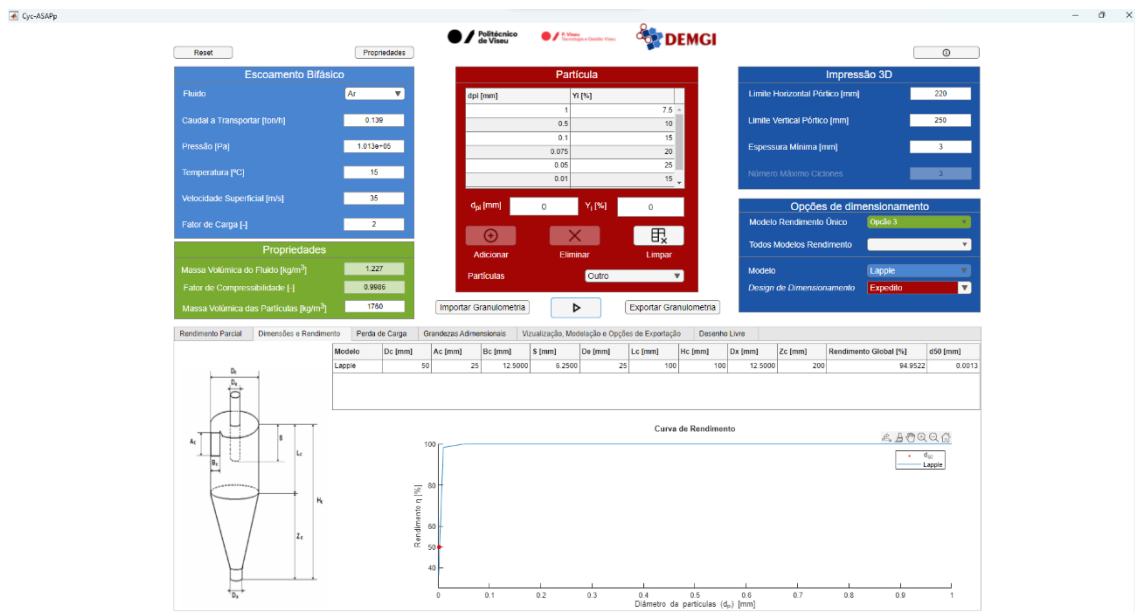 Cyc-ASAPp
Politécnico
de Viseu
DEMGI
Reset
Propriedades
Escoamento Bifásico
Fluido
Ar
Caudal a Transportar [ton/h]
0.139
Pressão [Pa]
1.013e+05
Temperatura [ºC]
15
Velocidade Superficial [m/s]
35
Fator de Carga [-]
2
Propriedades
Massa Volúmica do Fluido [kg/m³]
1.227
Fator de Compressibilidade [-]
0.9986
Massa Volúmica das Partículas [kg/m³]
1760
Partícula
dpi [mm] Yi [%]
1 7.5
0.5 10
0.1 15
0.075 20
0.05 25
0.01 15
dpi [mm] 0 Yi [%] 0
Adicionar Eliminar Limpar
Partículas Outro
Importar Granulometria
Exportar Granulometria
Impressão 3D
Limite Horizontal Pórtico [mm]
220
Limite Vertical Pórtico [mm]
250
Espessura Mínima [mm]
3
Número Máximo Ciclones
3
Opções de dimensionamento
Modelo Rendimento Único
Opcão 3
Todos Modelos Rendimento
Modelo
Lapple
Design de Dimensionamento
Expedito
Rendimento Parcial Dimensões e Rendimento Perda de Carga Grandezas Adimensionais Vizualização, Modelação e Opções de Exportação Desenho Livre
Modelo Dc [mm] Ac [mm] Bc [mm] S [mm] De [mm] Lc [mm] Hc [mm] Dx [mm] Zc [mm] Rendimento Global [%] d50 [mm]
Lapple 50 25 12.5000 6.2500 25 100 100 12.5000 200 94.9522 0.0013
S
Curva de Rendimento
d50
Lapple
Rendimento η [%]
100
80
60
50
40
0 0.1 0.2 0.3 0.4 0.5 0.6 0.7 0.8 0.9 1
Diâmetro da partículas (dp) [mm]